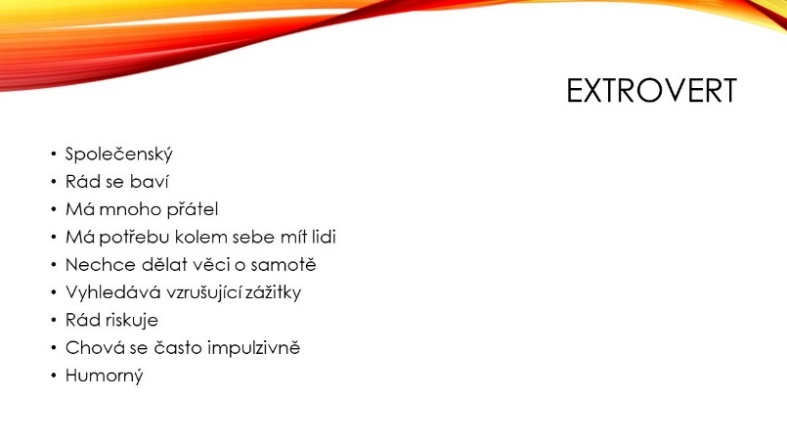 EXTROVERT
• Společenský
• Rád se baví
• Má mnoho přátel
• Má potřebu kolem sebe mít lidi
• Nechce dělat věci o samotě
• Vyhledává vzrušující zážitky
• Rád riskuje
• Chová se často impulzivně
• Humorný